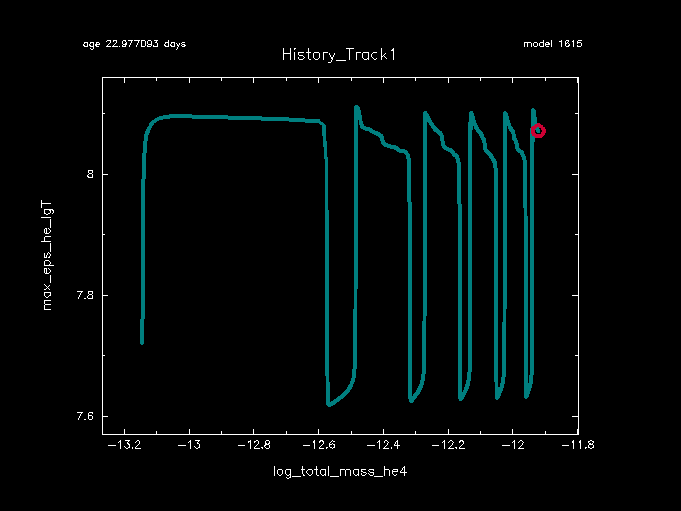 age 22.977093 days
model 1615
History_Track1
8
7.8
7.6
max_eps_he_lgT
-13.2
-13
-12.8
-12.6
-12.4
-12.2
-12
-11.8
log_total_mass_he4